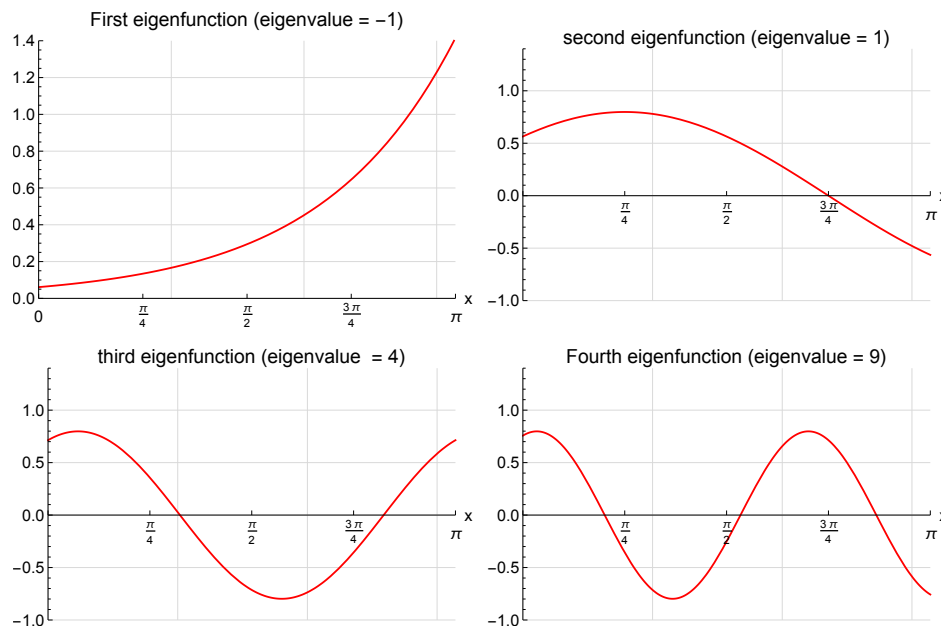 First eigenfunction (eigenvalue = −1)
1.4
1.2
1.0
0.8
0.6
0.4
0.2
0.0
0
π/4
π/2
3π/4
π
x
second eigenfunction (eigenvalue = 1)
1.0
0.5
0.0
−0.5
−1.0
π/4
π/2
3π/4
π
x
third eigenfunction (eigenvalue = 4)
1.0
0.5
0.0
−0.5
−1.0
π/4
π/2
3π/4
π
x
Fourth eigenfunction (eigenvalue = 9)
1.0
0.5
0.0
−0.5
−1.0
π/4
π/2
3π/4
π
x